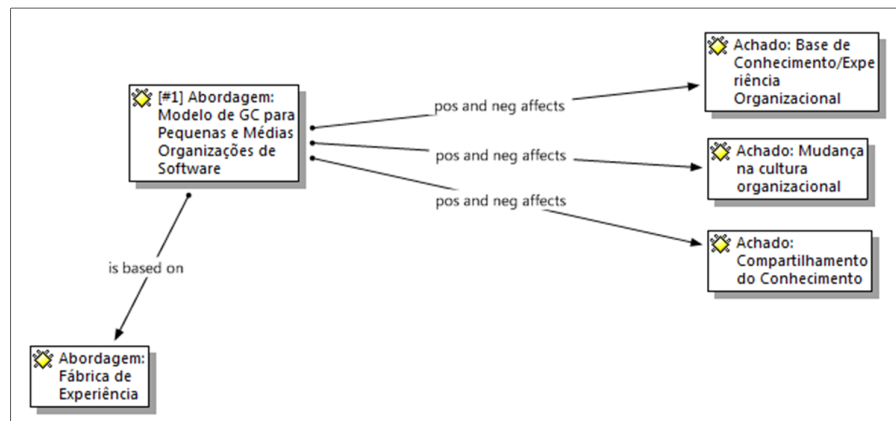 [#1] Abordagem:
Modelo de GC para
Pequenas e Médias
Organizações de
Software
pos and neg affects
Achado: Base de
Conhecimento/Expe
riência
Organizacional
pos and neg affects
Achado: Mudança
na cultura
organizacional
pos and neg affects
Achado:
Compartilhamento
do Conhecimento
is based on
Abordagem:
Fábrica de
Experiência